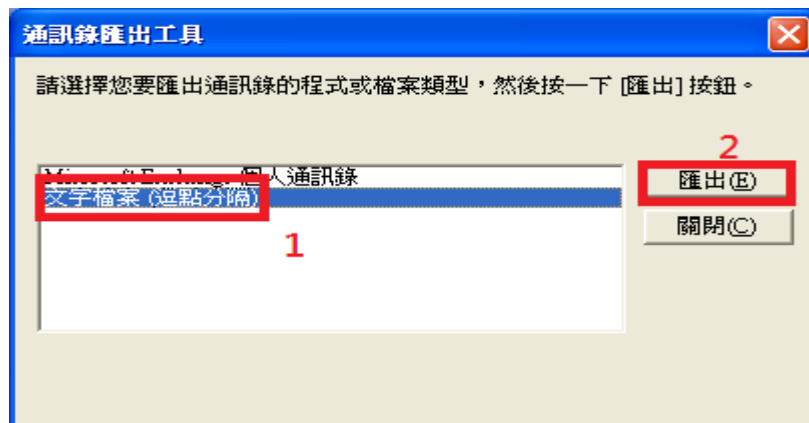 通訊錄匯出工具
請選擇您要匯出通訊錄的程式或檔案類型，然後按一下 [匯出] 按鈕。
2
Microsoft Exchange 個人通訊錄
匯出(E)
文字檔案 (逗點分隔)
關閉(C)
1